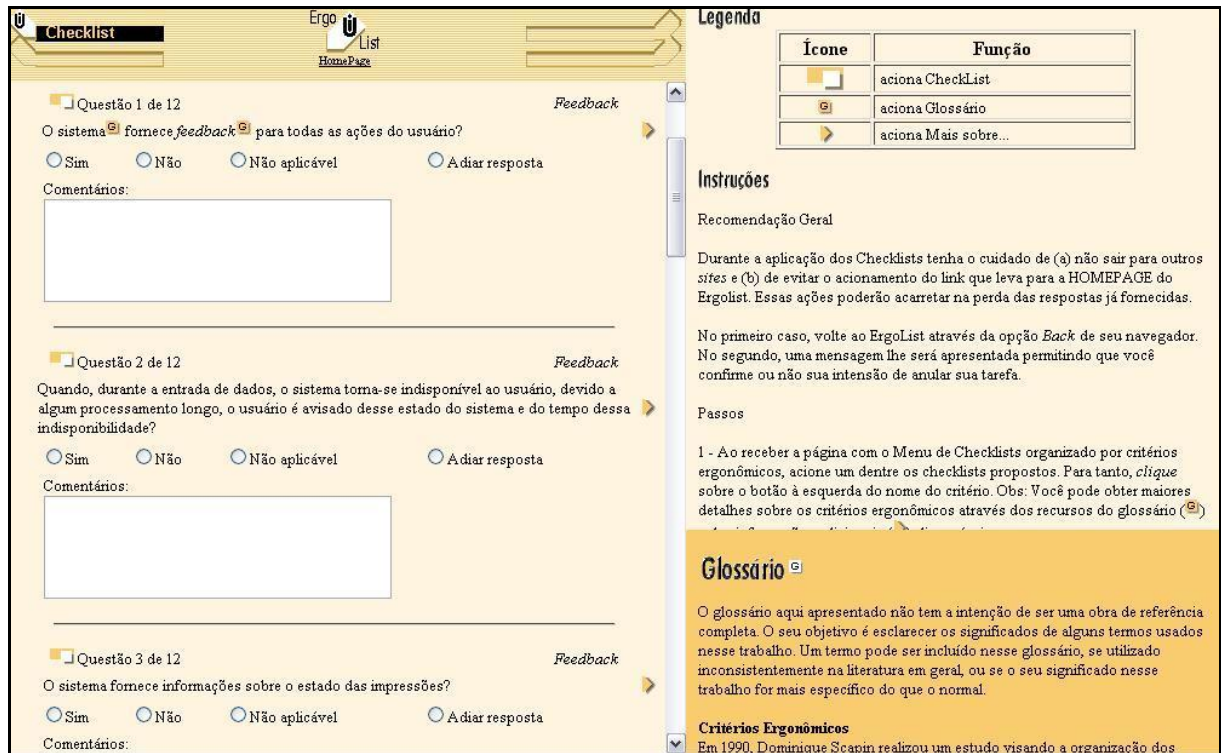 Checklist
Ergo
List
HomePage
Questão 1 de 12
Feedback
O sistema G fornece feedback G para todas as ações do usuário?
Sim Não Não aplicável Adiar resposta
Comentários:
Questão 2 de 12
Feedback
Quando, durante a entrada de dados, o sistema torna-se indisponível ao usuário, devido a
algum processamento longo, o usuário é avisado desse estado do sistema e do tempo dessa
indisponibilidade?
Sim Não Não aplicável Adiar resposta
Comentários:
Questão 3 de 12
Feedback
O sistema fornece informações sobre o estado das impressões?
Sim Não Não aplicável Adiar resposta
Comentários:
Legenda
Ícone Função
aciona CheckList
G aciona Glossário
aciona Mais sobre...
Instruções
Recomendação Geral
Durante a aplicação dos Checklists tenha o cuidado de (a) não sair para outros
sites e (b) de evitar o acionamento do link que leva para a HOMEPAGE do
Ergolist. Essas ações poderão acarretar na perda das respostas já fornecidas.
No primeiro caso, volte ao ErgoList através da opção Back de seu navegador.
No segundo, uma mensagem lhe será apresentada permitindo que você
confirme ou não sua intensão de anular sua tarefa.
Passos
1 - Ao receber a página com o Menu de Checklists organizado por critérios
ergonômicos, acione um dentre os checklists propostos. Para tanto, clique
sobre o botão à esquerda do nome do critério. Obs: Você pode obter maiores
detalhes sobre os critérios ergonômicos através dos recursos do glossário (G)
Glossário G
O glossário aqui apresentado não tem a intenção de ser uma obra de referência
completa. O seu objetivo é esclarecer os significados de alguns termos usados
nesse trabalho. Um termo pode ser incluído nesse glossário, se utilizado
inconsistentemente na literatura em geral, ou se o seu significado nesse
trabalho for mais específico do que o normal.
Critérios Ergonômicos
Em 1990, Dominique Scapin realizou um estudo visando a organização dos